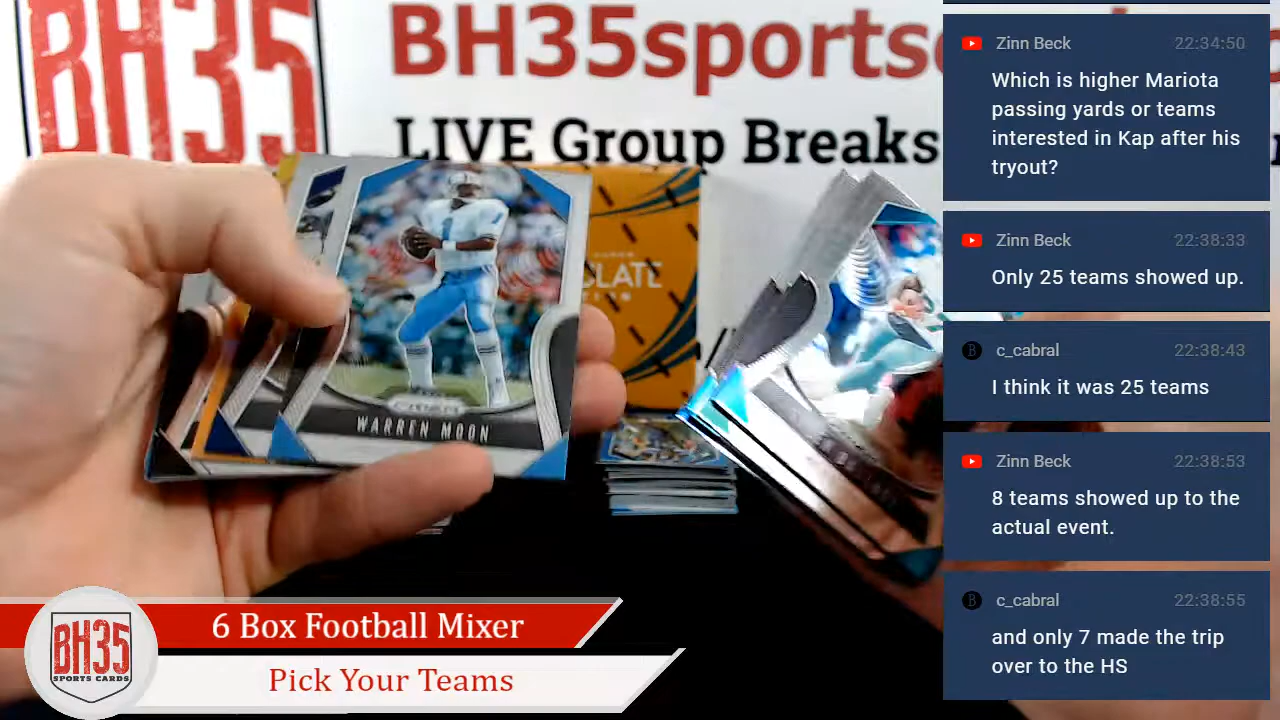 BH35
BH35sports
LIVE Group Breaks
WARREN MOON
Zinn Beck 22:34:50
Which is higher Mariota
passing yards or teams
interested in Kap after his
tryout?
Zinn Beck 22:38:33
Only 25 teams showed up.
c_cabral 22:38:43
I think it was 25 teams
Zinn Beck 22:38:53
8 teams showed up to the
actual event.
c_cabral 22:38:55
and only 7 made the trip
over to the HS
6 Box Football Mixer
Pick Your Teams
BH35
SPORTS CARDS